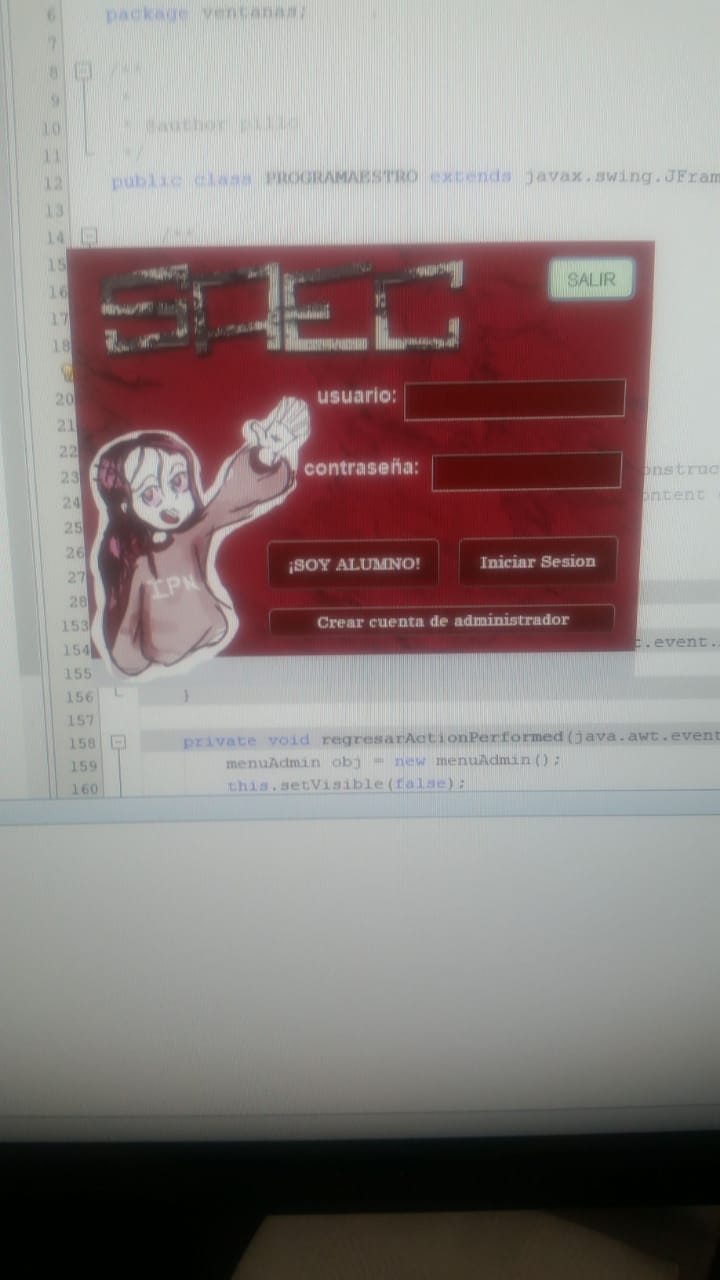 6 package ventanas;
7
8 /**
9 *
10 * @author pillo
11 */
12 public class PROGRAMAESTRO extends javax.swing.JFram
13
14 /**
15
16
17
18
SPEC
SALIR
usuario:
20
21
22
contraseña:
23 onstruc
24 ontent
25
26
¡SOY ALUMNO!
Iniciar Sesion
IPN
27
28
Crear cuenta de administrador
153
154 t.event.
155
156 }
157
158 private void regresarActionPerformed(java.awt.event
159 menuAdmin obj = new menuAdmin();
160 this.setVisible(false);